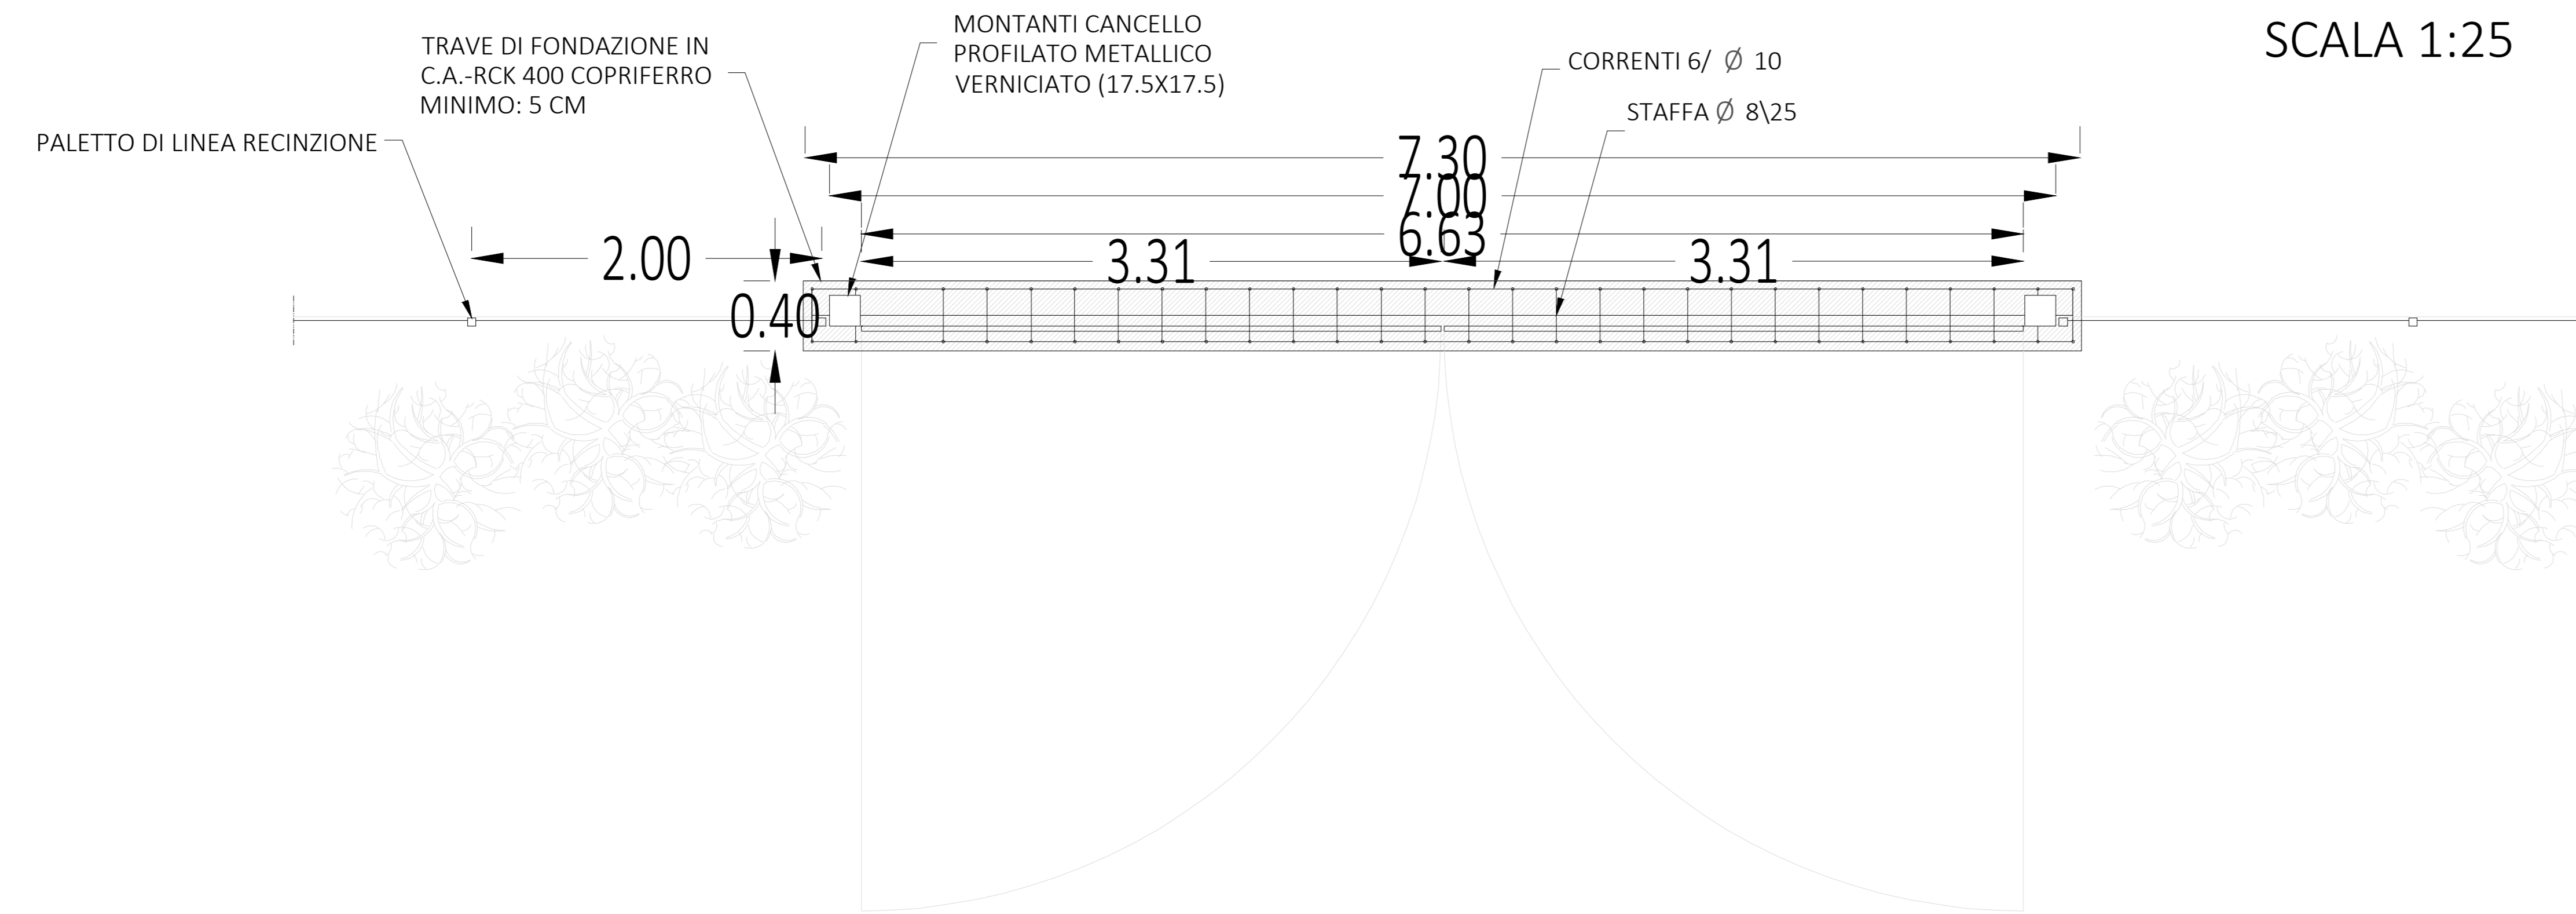 SCALA 1:25
MONTANTI CANCELLO
PROFILATO METALLICO
VERNICIATO (17.5X17.5)
TRAVE DI FONDAZIONE IN
C.A.-RCK 400 COPRIFERRO
MINIMO: 5 CM
CORRENTI 6/ Ø 10
STAFFA Ø 8\25
PALETTO DI LINEA RECINZIONE
7.30
7.00
6.63
2.00
3.31
3.31
0.40